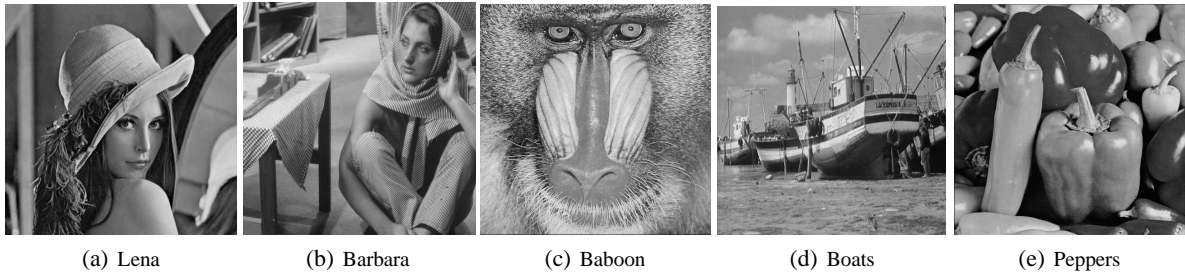 (a) Lena
(b) Barbara
(c) Baboon
(d) Boats
(e) Peppers